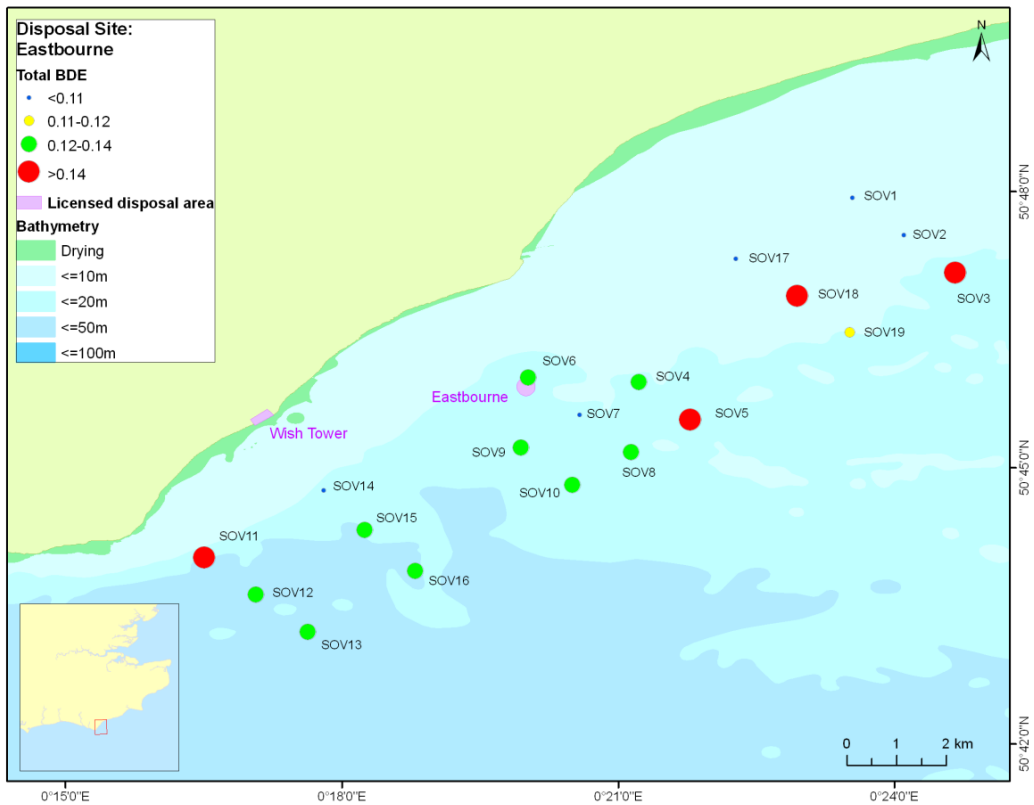 Disposal Site:
Eastbourne
Total BDE
<0.11
0.11-0.12
0.12-0.14
>0.14
Licensed disposal area
Bathymetry
Drying
<=10m
<=20m
<=50m
<=100m
N
SOV1
SOV2
SOV17
SOV3
SOV18
SOV19
SOV6
SOV4
Eastbourne
SOV7
SOV5
Wish Tower
SOV9
SOV8
SOV10
SOV14
SOV15
SOV11
SOV16
SOV12
SOV13
50°48'0"N
50°45'0"N
50°42'0"N
0 1 2 km
0°15'0"E 0°18'0"E 0°21'0"E 0°24'0"E